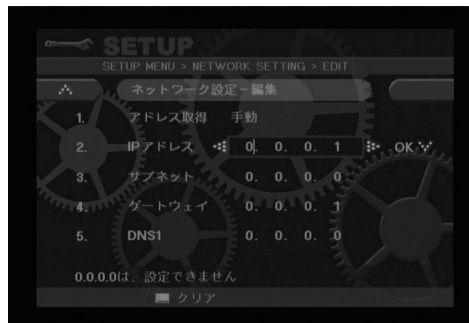 SETUP
SETUP MENU > NETWORK SETTING > EDIT
ネットワーク設定－編集
1. アドレス取得 手動
2. IPアドレス 0. 0. 0. 1 OK
3. サブネット 0. 0. 0. 0
4. ゲートウェイ 0. 0. 0. 1
5. DNS1 0. 0. 0. 0
0.0.0.0は、設定できません
クリア